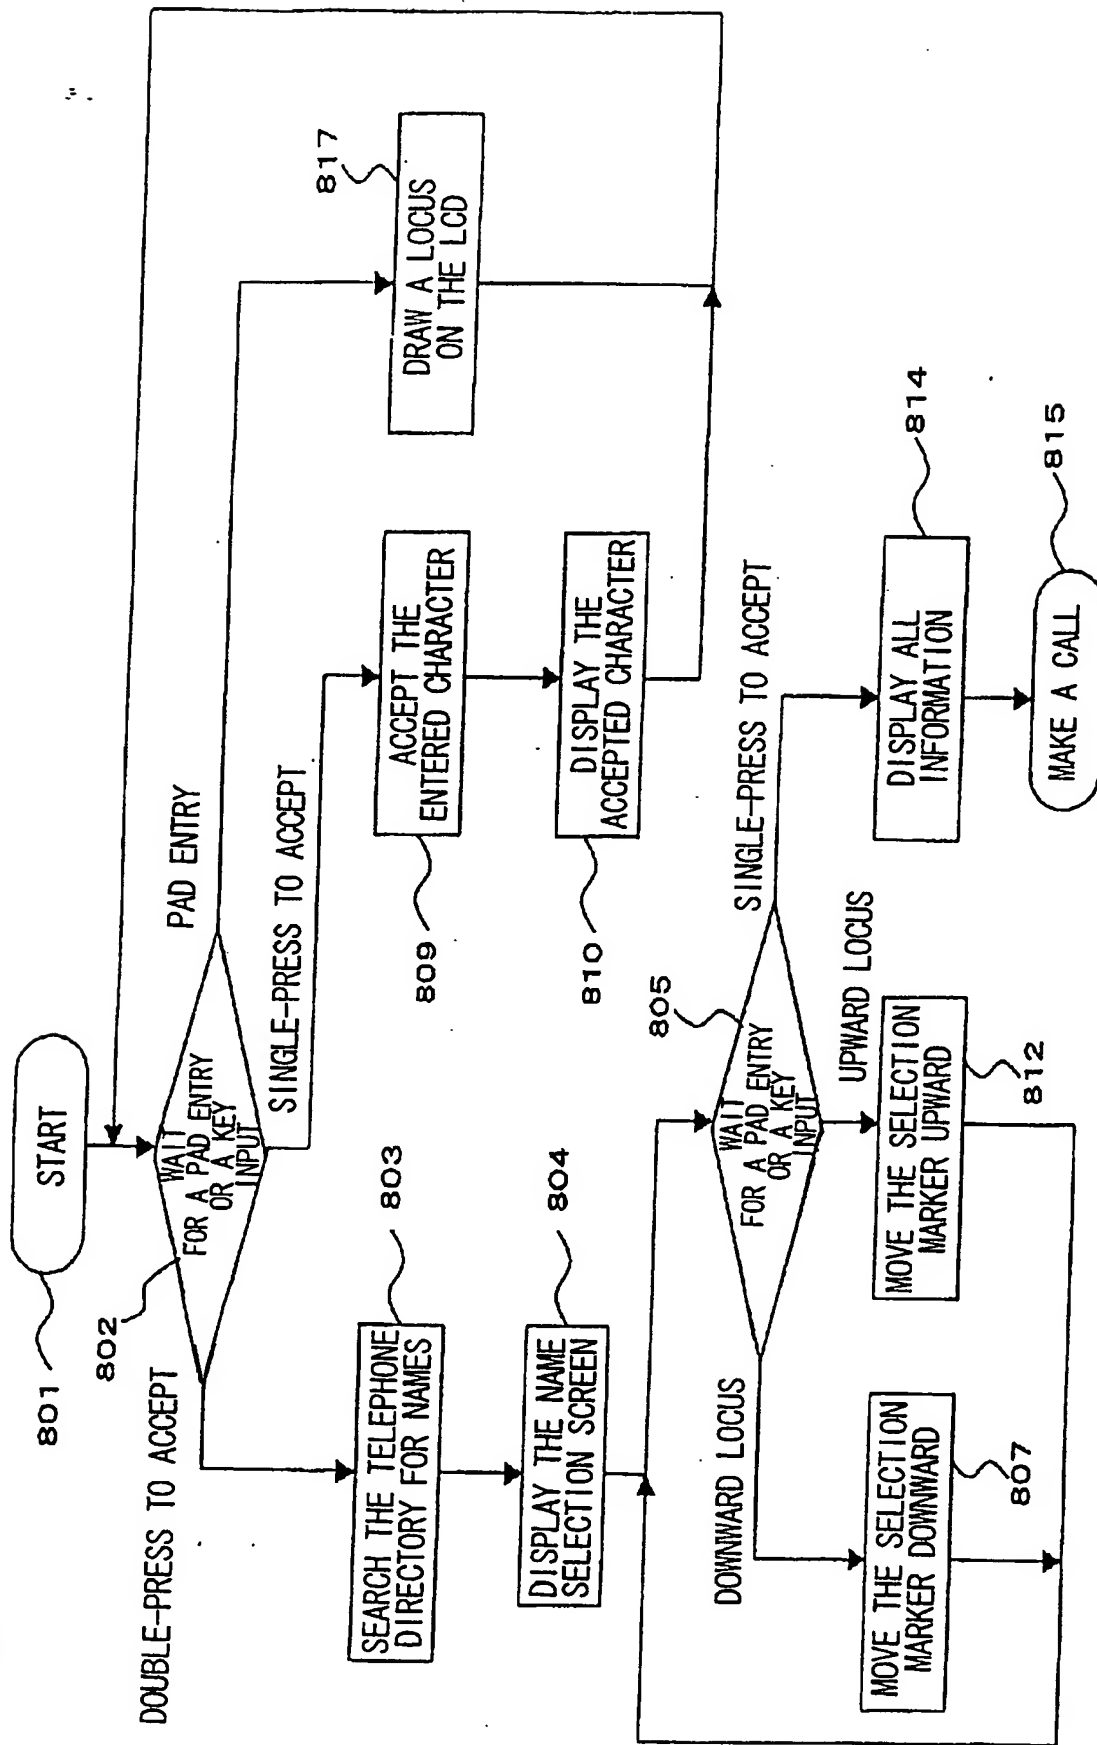 801
START
802
WAIT
FOR A PAD ENTRY
OR A KEY
INPUT
DOUBLE-PRESS TO ACCEPT
SINGLE-PRESS TO ACCEPT
PAD ENTRY
803
SEARCH THE TELEPHONE
DIRECTORY FOR NAMES
804
DISPLAY THE NAME
SELECTION SCREEN
809
ACCEPT THE
ENTERED CHARACTER
810
DISPLAY THE
ACCEPTED CHARACTER
817
DRAW A LOCUS
ON THE LCD
805
WAIT
FOR A PAD ENTRY
OR A KEY
INPUT
DOWNWARD LOCUS
UPWARD LOCUS
SINGLE-PRESS TO ACCEPT
MOVE THE SELECTION
MARKER DOWNWARD
807
MOVE THE SELECTION
MARKER UPWARD
812
DISPLAY ALL
INFORMATION
814
MAKE A CALL
815